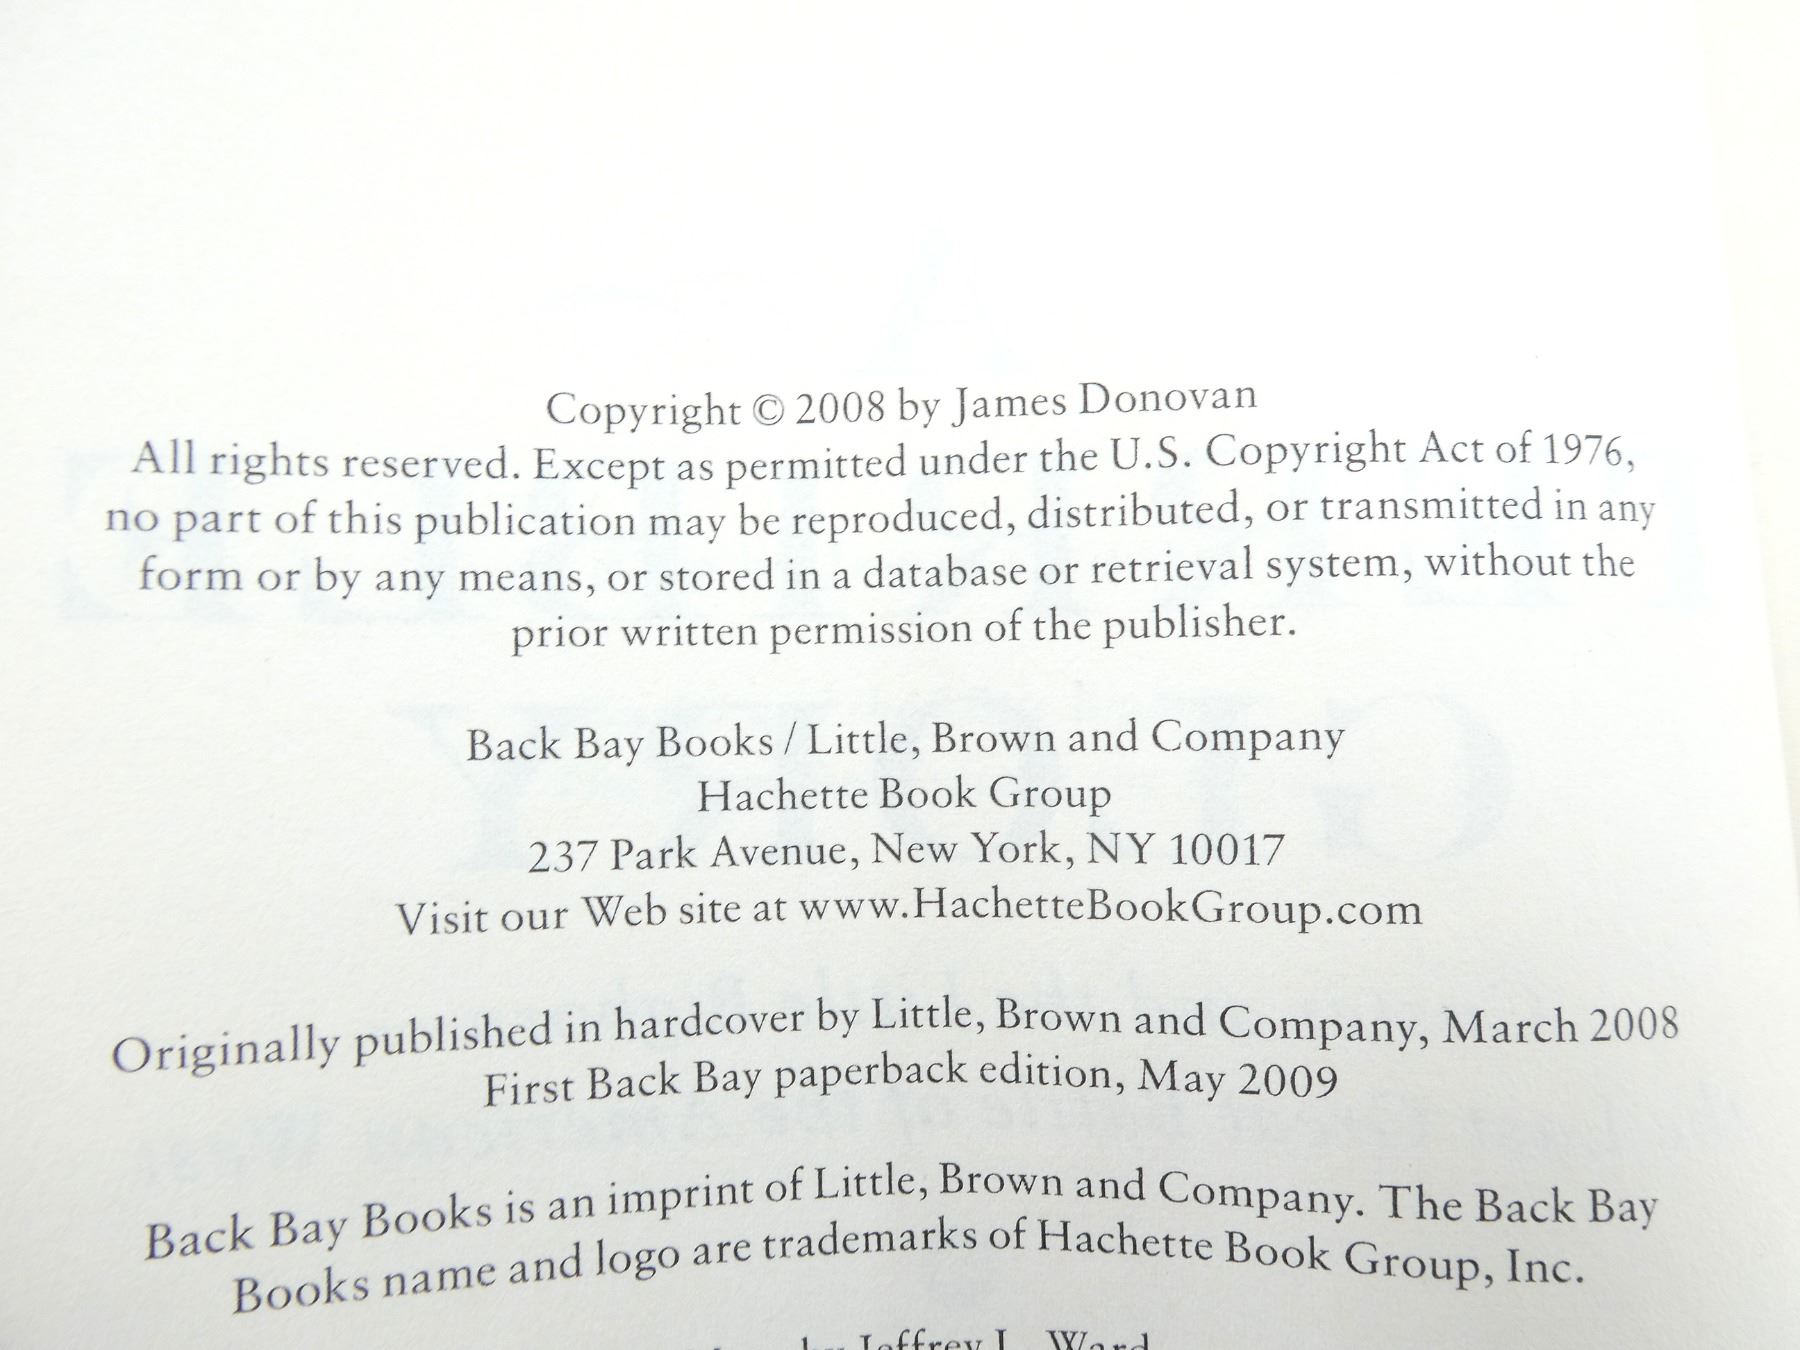 Copyright © 2008 by James Donovan
All rights reserved. Except as permitted under the U.S. Copyright Act of 1976,
no part of this publication may be reproduced, distributed, or transmitted in any
form or by any means, or stored in a database or retrieval system, without the
prior written permission of the publisher.
Back Bay Books / Little, Brown and Company
Hachette Book Group
237 Park Avenue, New York, NY 10017
Visit our Web site at www.HachetteBookGroup.com
Originally published in hardcover by Little, Brown and Company, March 2008
First Back Bay paperback edition, May 2009
Back Bay Books is an imprint of Little, Brown and Company. The Back Bay
Books name and logo are trademarks of Hachette Book Group, Inc.
by Jeffrey L. Ward